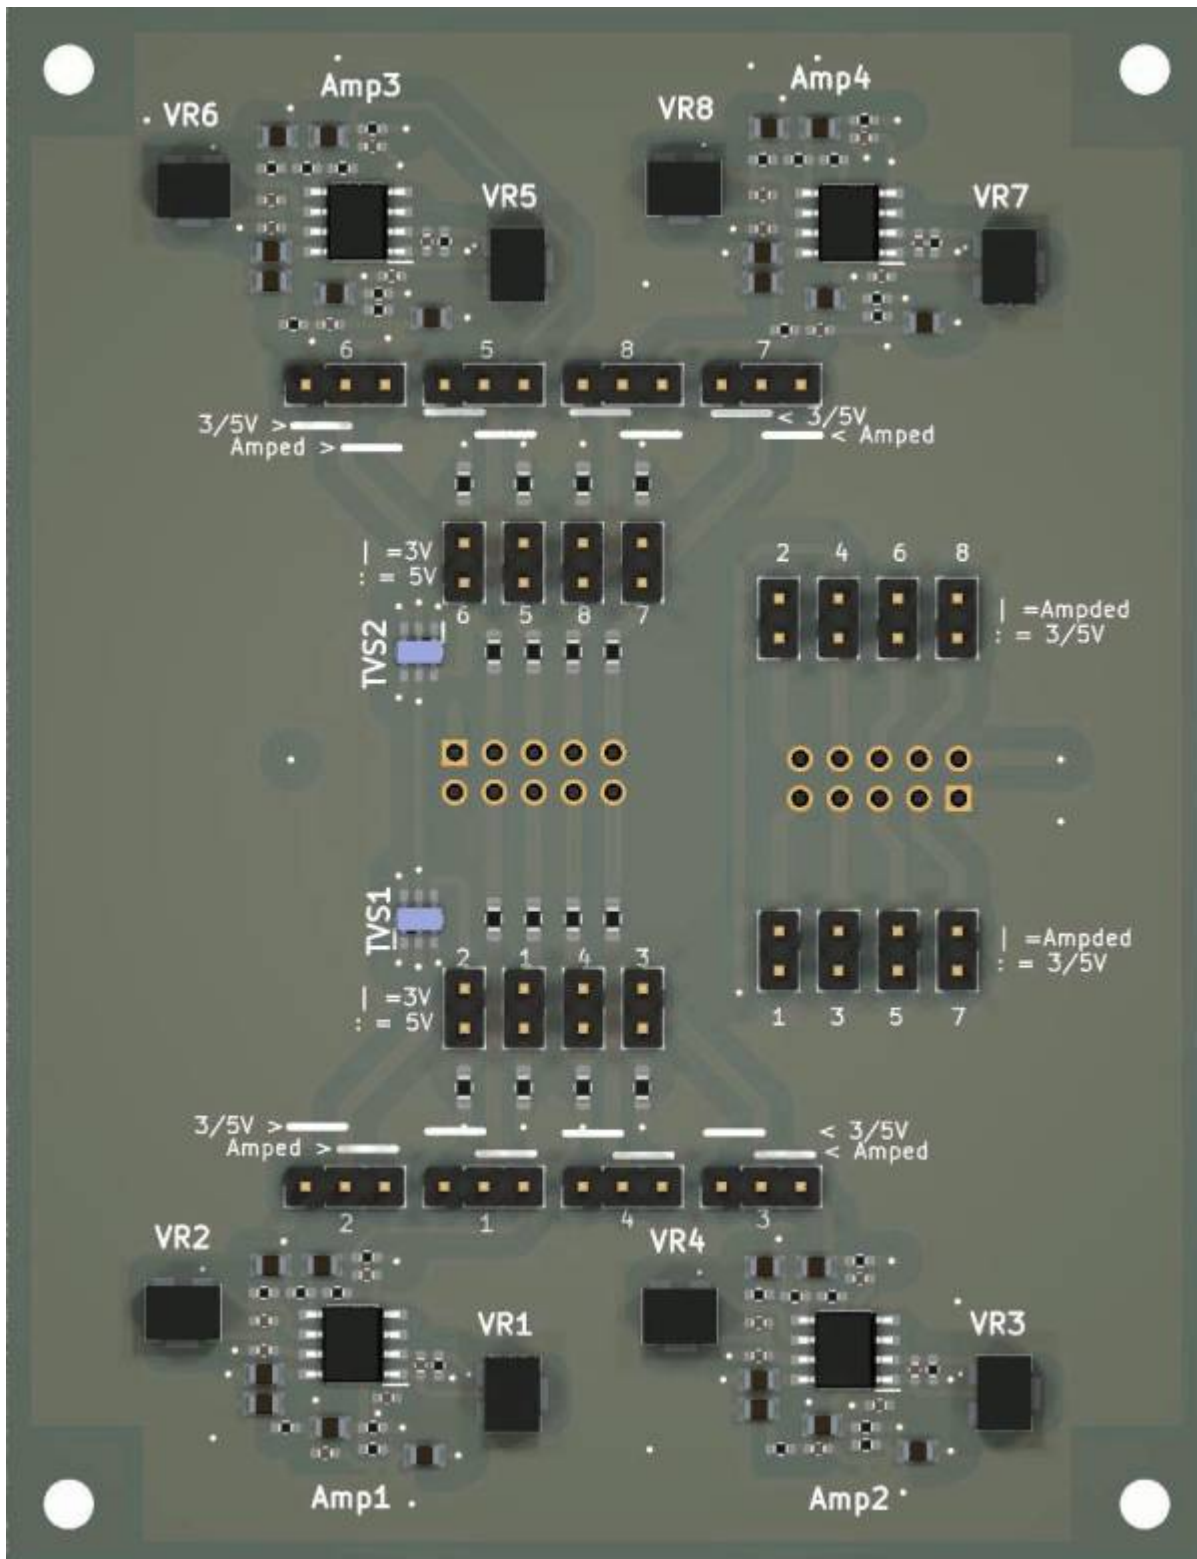 Amp3
Amp4
VR6
VR8
VR5
VR7
6
5
8
7
3/5V >
< 3/5V
Amped >
< Amped
| =3V
: = 5V
2
4
6
8
6
5
8
7
| =Ampded
: = 3/5V
TVS2
TVS1
| =Ampded
: = 3/5V
2
1
4
3
| =3V
: = 5V
1
3
5
7
3/5V >
< 3/5V
Amped >
< Amped
2
1
4
3
VR2
VR4
VR1
VR3
Amp1
Amp2